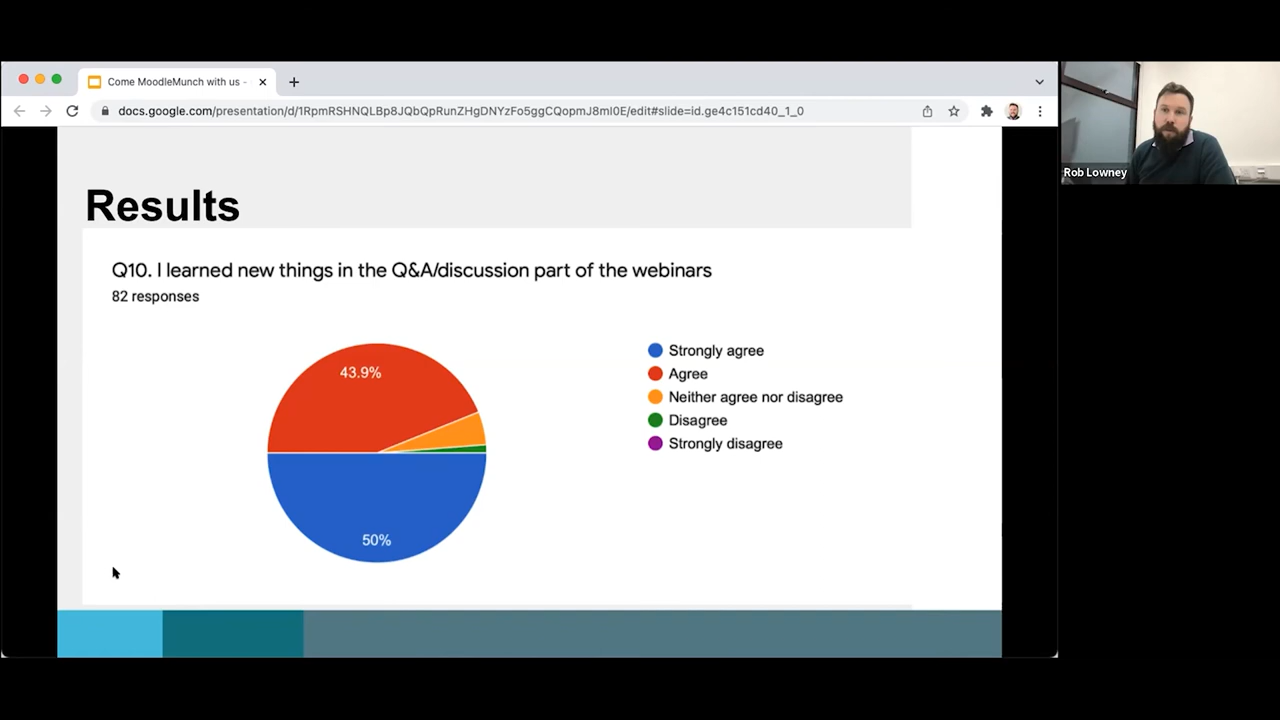 Come MoodleMunch with us -
docs.google.com/presentation/d/1RpmRSHNQLBp8JQbQpRunZHgDNYzFo5ggCQopmJ8mI0E/edit#slide=id.ge4c151cd40_1_0
Rob Lowney
Results
Q10. I learned new things in the Q&A/discussion part of the webinars
82 responses
43.9%
50%
Strongly agree
Agree
Neither agree nor disagree
Disagree
Strongly disagree